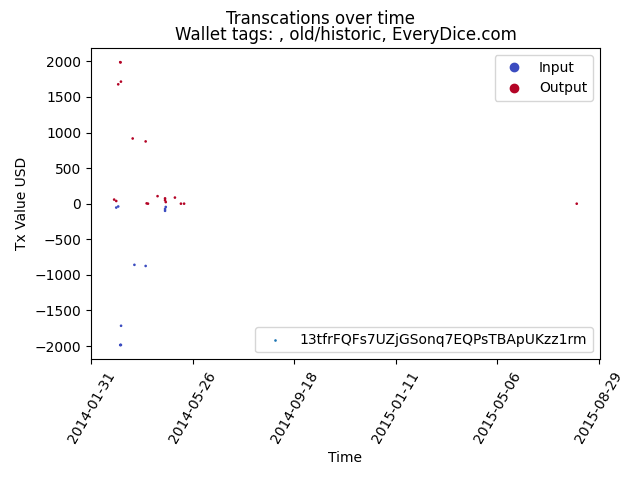 Transcations over time
Wallet tags: , old/historic, EveryDice.com
Tx Value USD
2000
1500
1000
500
0
−500
−1000
−1500
−2000
Input
Output
13tfrFQFs7UZjGSonq7EQPsTBApUKzz1rm
2014-01-31
2014-05-26
2014-09-18
2015-01-11
2015-05-06
2015-08-29
Time